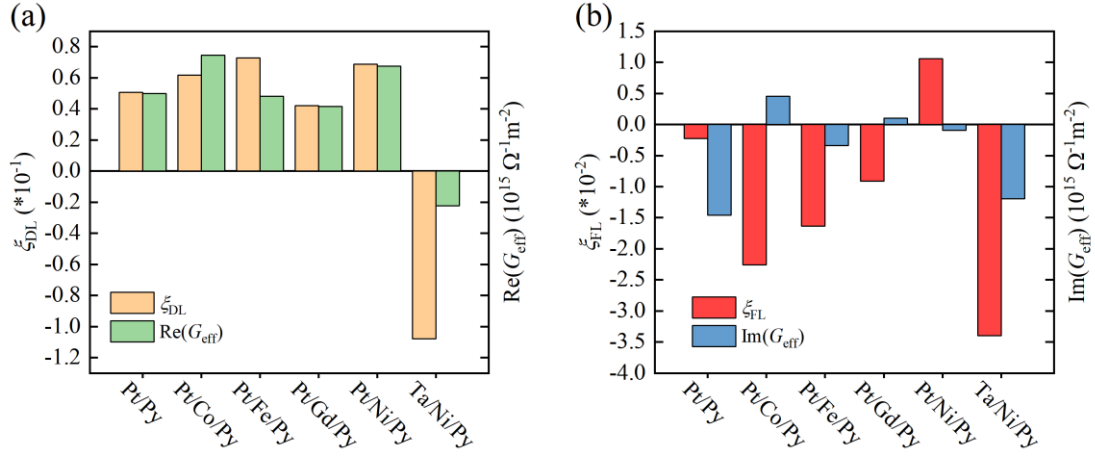 (a)
0.8
0.6
0.4
0.2
0.0
-0.2
-0.4
-0.6
-0.8
-1.0
-1.2
ξDL (*10-1)
Re(Geff) (1015 Ω-1m-2)
ξDL
Re(Geff)
Pt/Py
Pt/Co/Py
Pt/Fe/Py
Pt/Gd/Py
Pt/Ni/Py
Ta/Ni/Py
(b)
1.5
1.0
0.5
0.0
-0.5
-1.0
-1.5
-2.0
-2.5
-3.0
-3.5
-4.0
ξFL (*10-2)
Im(Geff) (1015 Ω-1m-2)
ξFL
Im(Geff)
Pt/Py
Pt/Co/Py
Pt/Fe/Py
Pt/Gd/Py
Pt/Ni/Py
Ta/Ni/Py